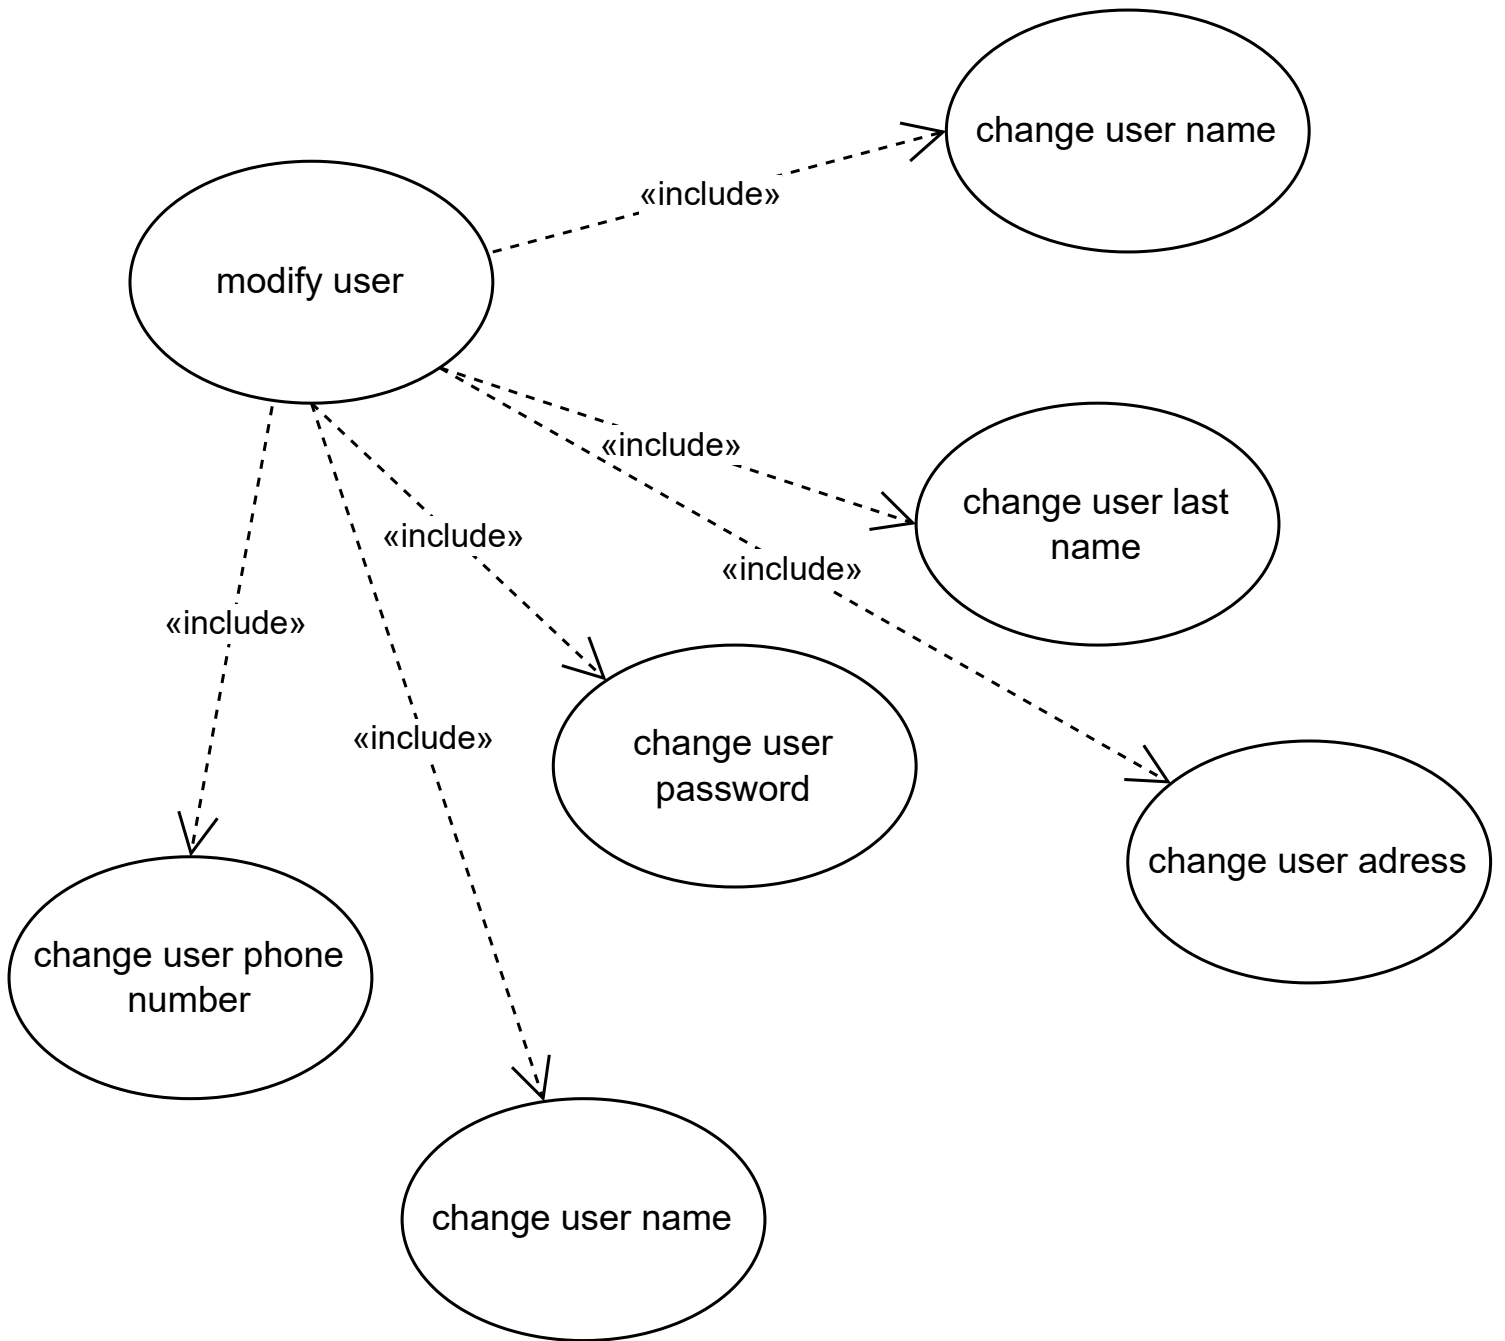 change user name
«include»
modify user
«include»
change user last
name
«include»
«include»
«include»
«include»
change user
password
change user adress
change user phone
number
change user name